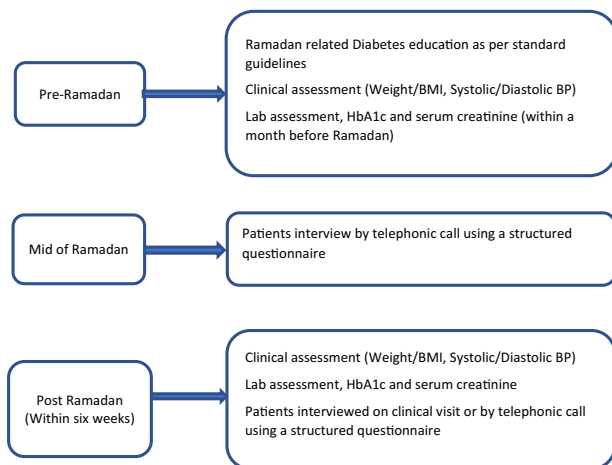 Pre-Ramadan
Ramadan related Diabetes education as per standard
guidelines
Clinical assessment (Weight/BMI, Systolic/Diastolic BP)
Lab assessment, HbA1c and serum creatinine (within a
month before Ramadan)
Mid of Ramadan
Patients interview by telephonic call using a structured
questionnaire
Post Ramadan
(Within six weeks)
Clinical assessment (Weight/BMI, Systolic/Diastolic BP)
Lab assessment, HbA1c and serum creatinine
Patients interviewed on clinical visit or by telephonic call
using a structured questionnaire